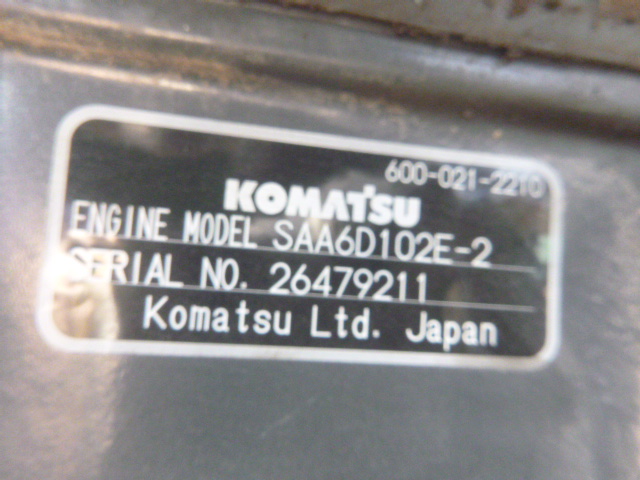 600-021-2210
KOMATSU
ENGINE MODEL SAA6D102E-2
SERIAL NO. 26479211
Komatsu Ltd. Japan